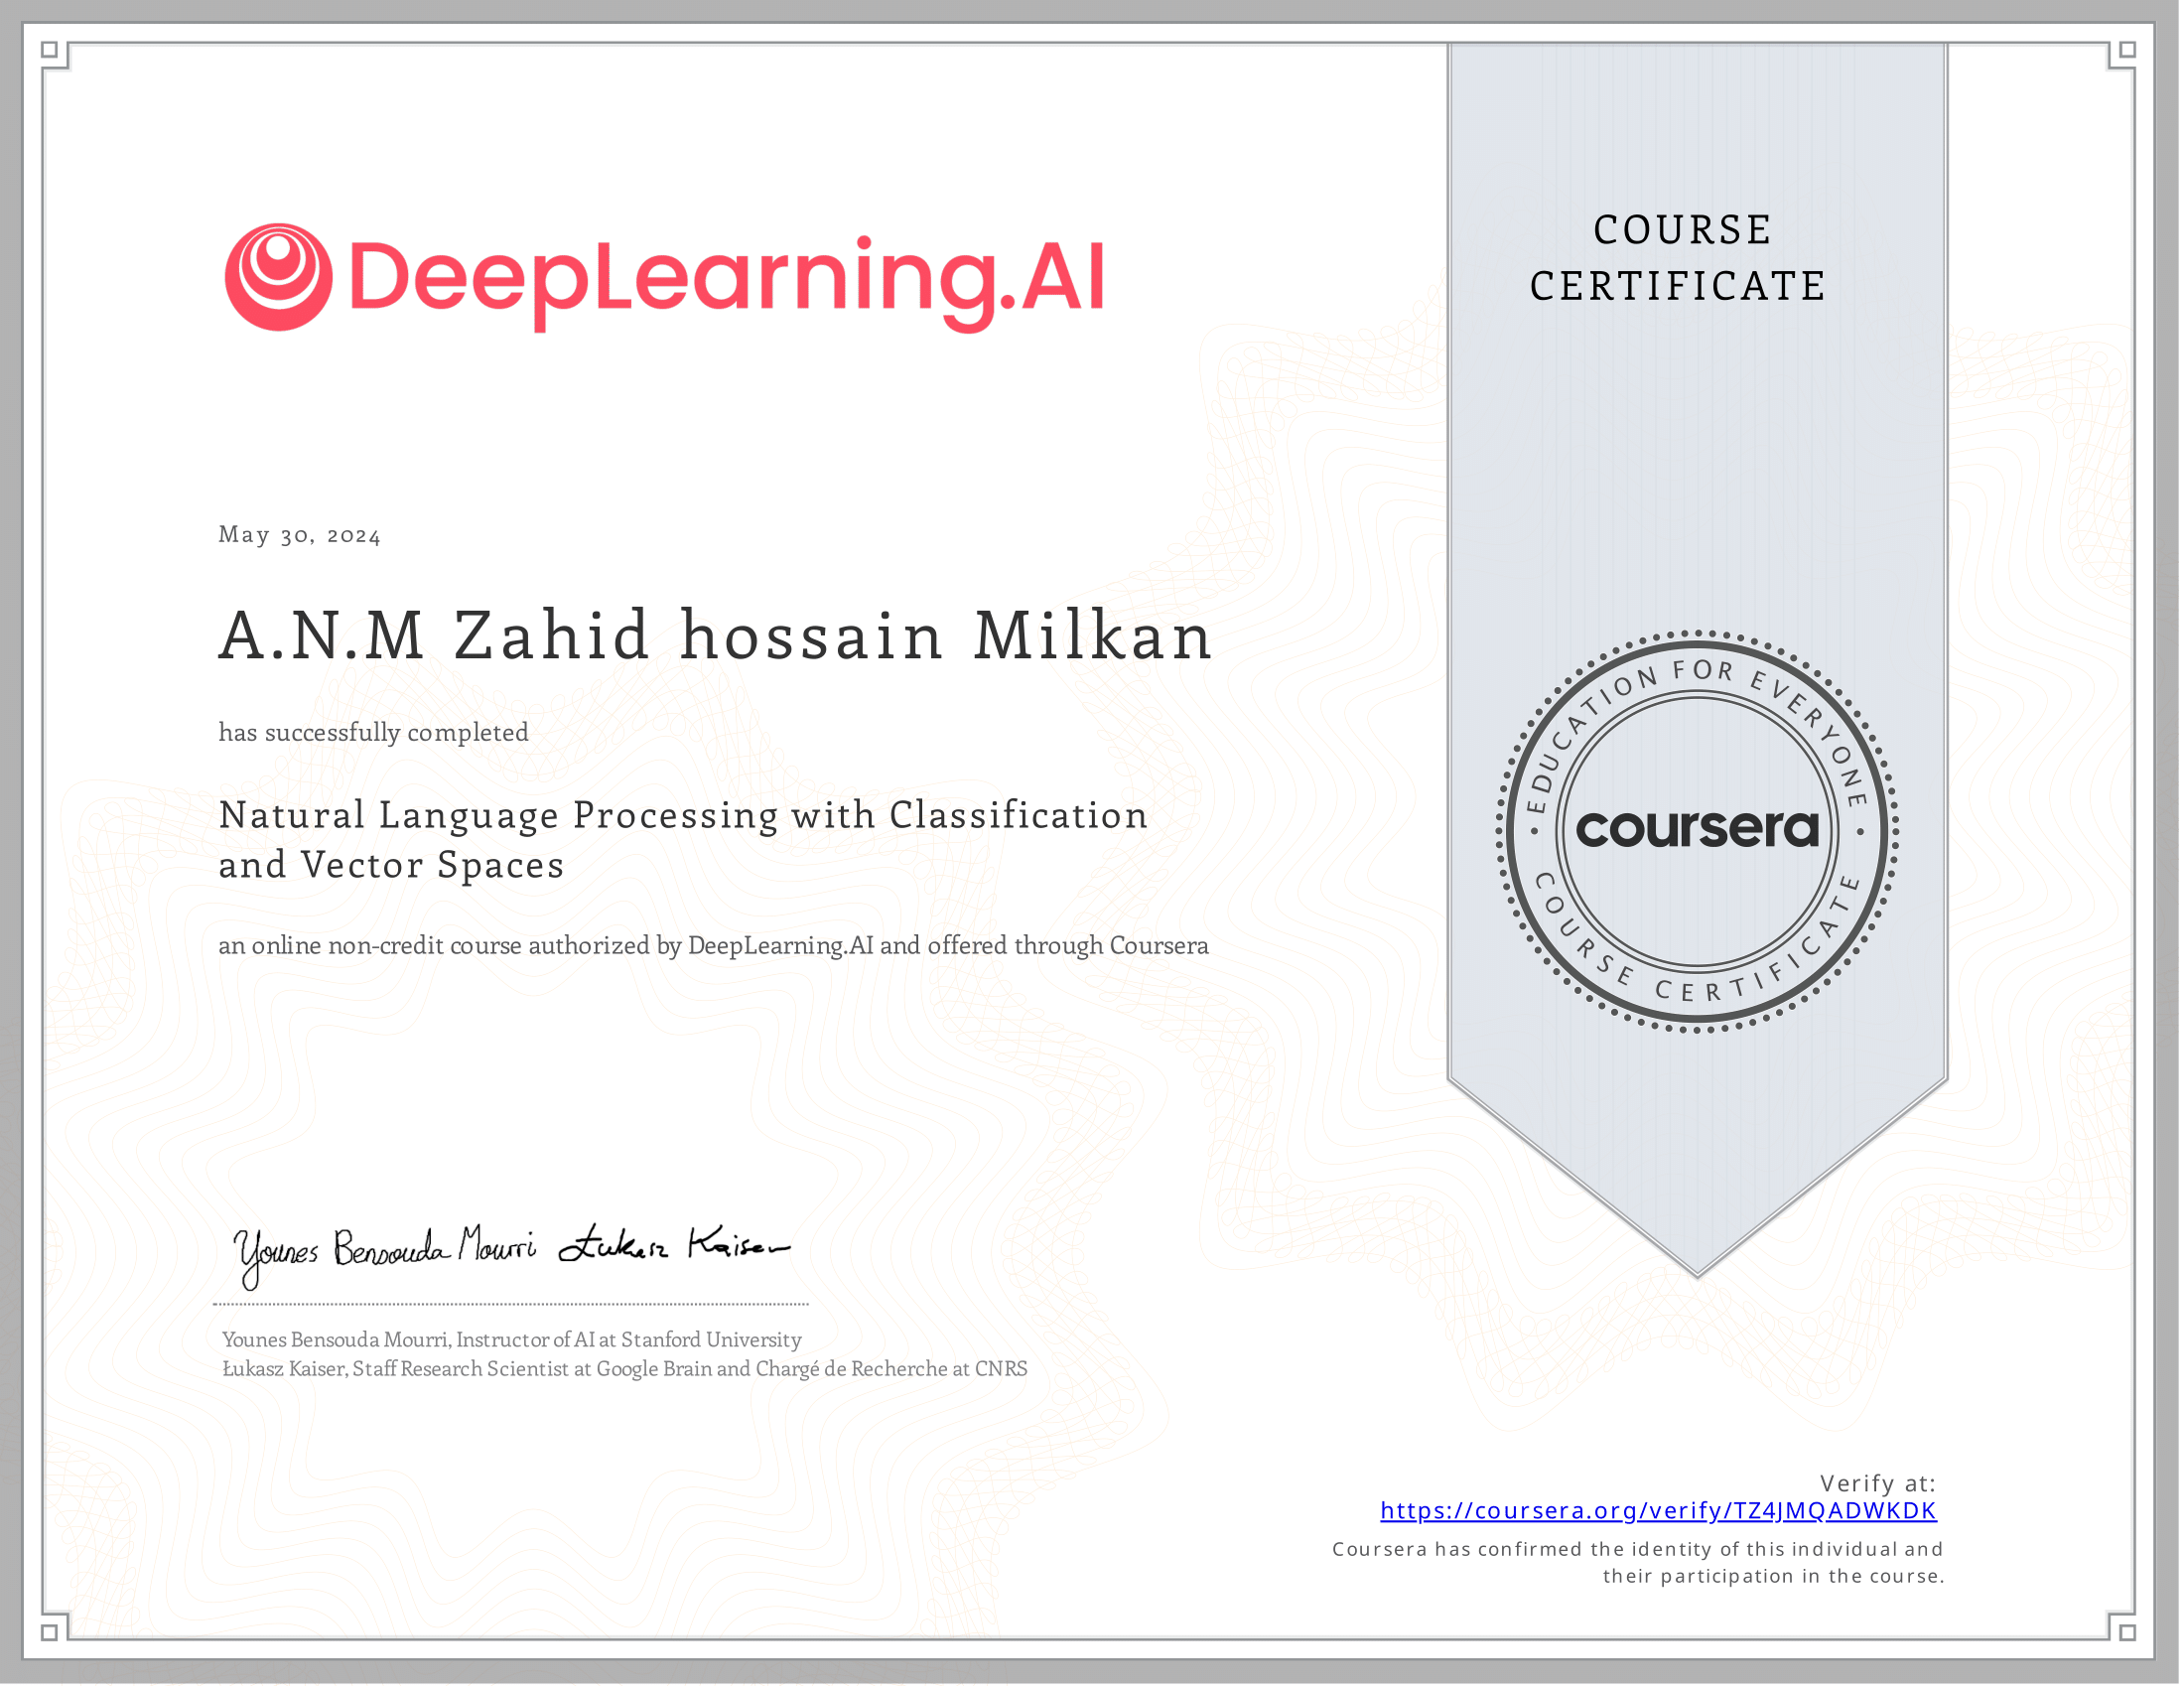 DeepLearning.AI
COURSE
CERTIFICATE
May 30, 2024
A.N.M Zahid hossain Milkan
has successfully completed
Natural Language Processing with Classification
and Vector Spaces
an online non-credit course authorized by DeepLearning.AI and offered through Coursera
EDUCATION FOR EVERYONE
coursera
COURSE CERTIFICATE
Younes Bensouda Mourri Łukasz Kaiser
Younes Bensouda Mourri, Instructor of AI at Stanford University
Łukasz Kaiser, Staff Research Scientist at Google Brain and Chargé de Recherche at CNRS
Verify at:
https://coursera.org/verify/TZ4JMQADWKDK
Coursera has confirmed the identity of this individual and
their participation in the course.